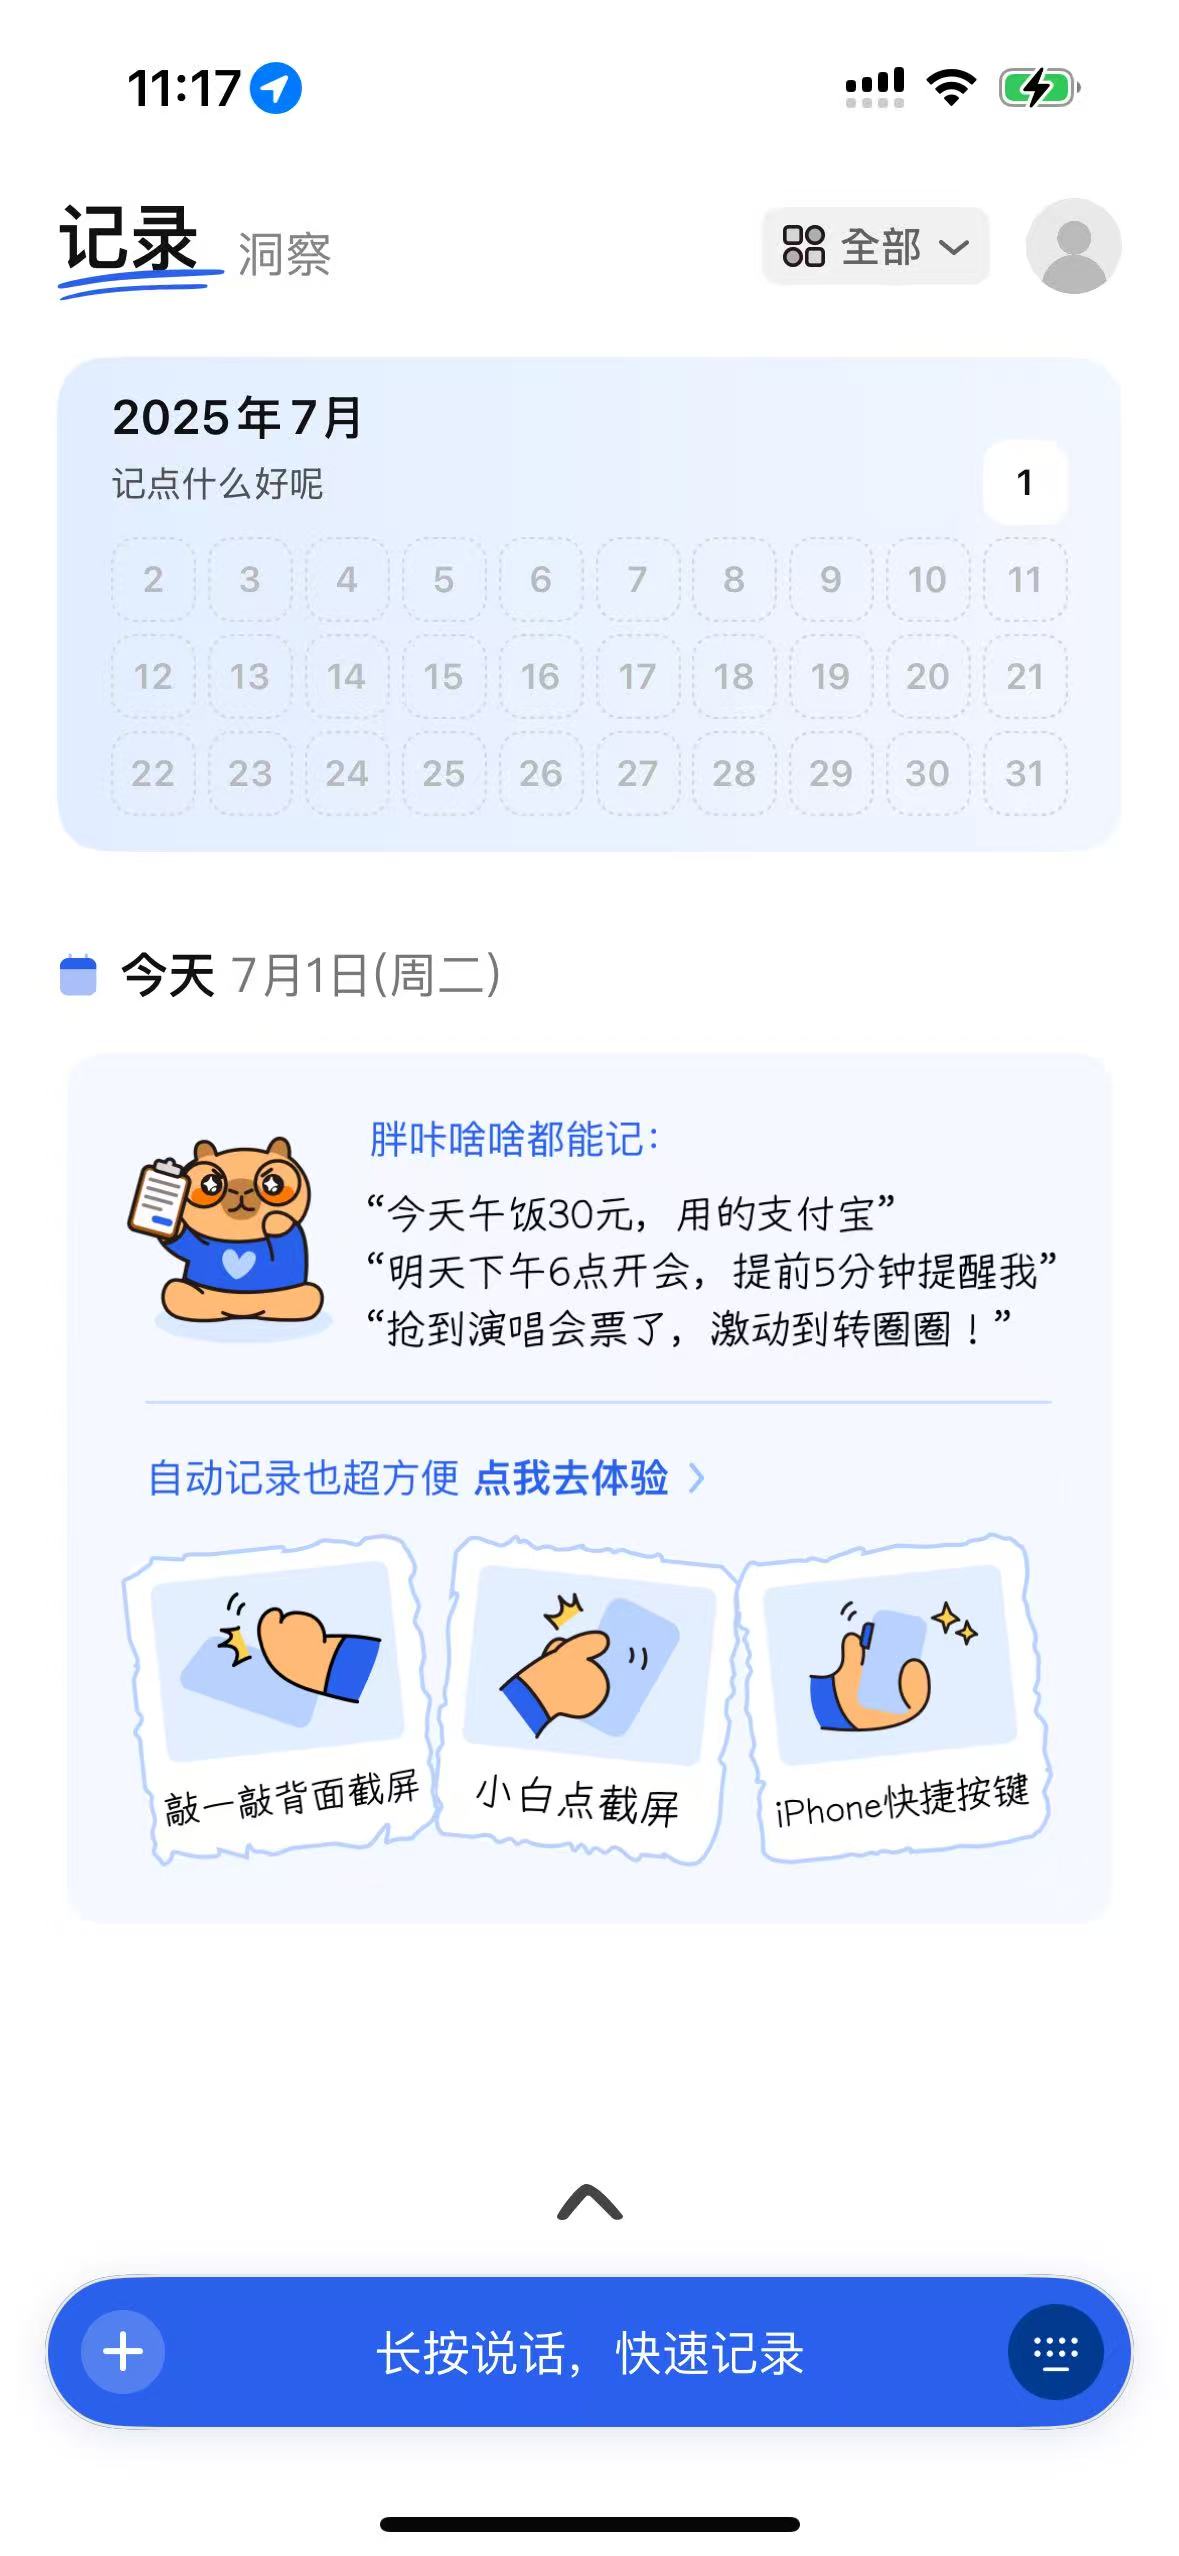 11:17
记录 洞察 全部
2025年7月
记点什么好呢
1
2 3 4 5 6 7 8 9 10 11
12 13 14 15 16 17 18 19 20 21
22 23 24 25 26 27 28 29 30 31
今天 7月1日(周二)
胖咔啥啥都能记：
“今天午饭30元，用的支付宝”
“明天下午6点开会，提前5分钟提醒我”
“抢到演唱会票了，激动到转圈圈！”
自动记录也超方便 点我去体验
敲一敲背面截屏 小白点截屏 iPhone快捷按键
长按说话，快速记录